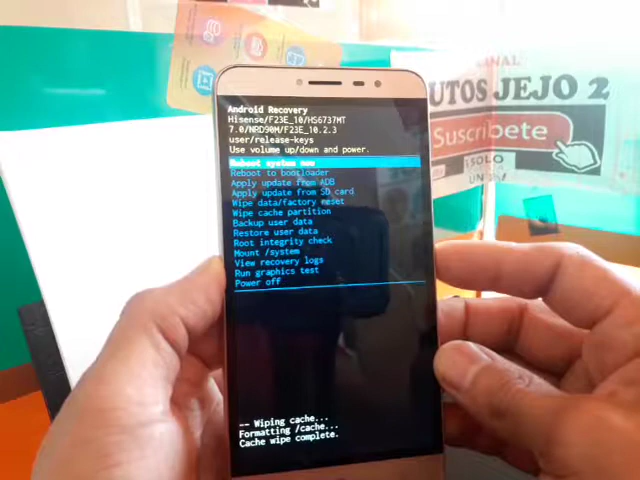 Android Recovery
Hisense/F23E_10/HS6737MT
7.0/NRD90M/F23E_10.2.3
user/release-keys
Use volume up/down and power.
Reboot system now
Reboot to bootloader
Apply update from ADB
Apply update from SD card
Wipe data/factory reset
Wipe cache partition
Backup user data
Restore user data
Root integrity check
Mount /system
View recovery logs
Run graphics test
Power off
-- Wiping cache...
Formatting /cache...
Cache wipe complete.
UTOS JEJO 2
Suscríbete
SOLO